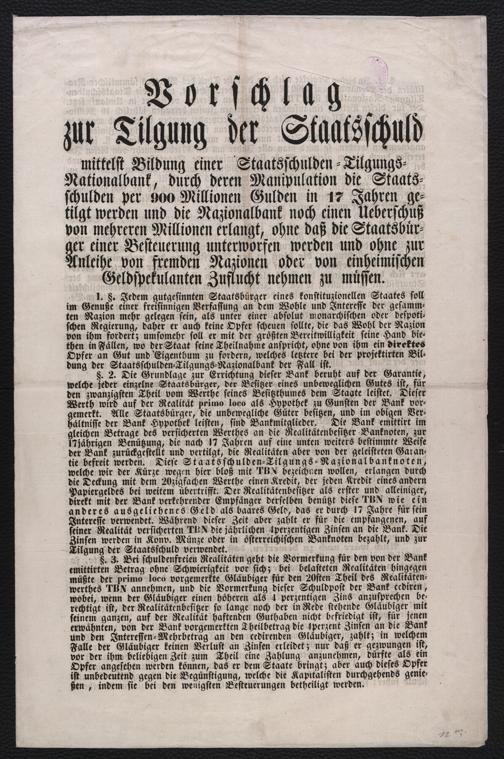 Vorschlag
zur Tilgung der Staatsschuld
mittelst Bildung einer Staatsschulden-Tilgungs-
Nationalbank, durch deren Manipulation die Staats-
schulden per 900 Millionen Gulden in 17 Jahren ge-
tilgt werden und die Nazionalbank noch einen Ueberschuß
von mehreren Millionen erlangt, ohne daß die Staatsbür-
ger einer Besteuerung unterworfen werden und ohne zur
Anleihe von fremden Nazionen oder von einheimischen
Geldspekulanten Zuflucht nehmen zu müssen.
1. §. Jedem gutgesinnten Staatsbürger eines konstituzionellen Staates soll
im Genuße einer freisinnigen Verfassung an dem Wohle und Interesse der gesamm-
ten Nazion mehr gelegen sein, als unter einer absolut monarchischen oder despoti-
schen Regierung, daher er auch keine Opfer scheuen sollte, die das Wohl der Nazion
von ihm fordert; umsomehr soll er mit der größten Bereitwilligkeit seine Hand bie-
then in Fällen, wo der Staat seine Theilnahme anspricht, ohne von ihm ein direktes
Opfer an Gut und Eigenthum zu fordern, welches letztere bei der projektirten Bil-
dung der Staatsschulden-Tilgungs-Nazionalbank der Fall ist.
§. 2. Die Grundlage zur Errichtung dieser Bank beruht auf der Garantie,
welche jeder einzelne Staatsbürger, der Besitzer eines unbeweglichen Gutes ist, für
den zwanzigsten Theil vom Werthe seines Besitzthumes dem Staate leistet. Dieser
Werth wird auf der Realität primo loco als Hypothek zu Gunsten der Bank vor-
gemerkt. Alle Staatsbürger, die unbewegliche Güter besitzen, und im obigen Ver-
hältnisse der Bank Hypothek leisten, sind Bankmitglieder. Die Bank emittirt im
gleichen Betrage des versicherten Werthes an die Realitätenbesitzer Banknoten, zur
17jährigen Benützung, die nach 17 Jahren auf eine unten weiters bestimmte Weise
der Bank zurückgestellt und vertilgt, die Realitäten aber von der geleisteten Garan-
tie befreit werden. Diese Staatsschulden-Tilgungs-Nazionalbanknoten,
welche wir der Kürze wegen hier bloß mit TBN bezeichnen wollen, erlangen durch
die Deckung mit dem 20zigfachen Werthe einen Kredit, der jeden Kredit eines andern
Papiergeldes bei weitem übertrifft. Der Realitätenbesitzer als erster und alleiniger,
direkt mit der Bank verkehrender Empfänger derselben benützt diese TBN wie ein
anderes ausgeliehenes Geld als baares Geld, das er durch 17 Jahre für sein
Interesse verwendet. Während dieser Zeit aber zahlt er für die empfangenen, auf
seiner Realität versicherten TBN die jährlichen 4perzentigen Zinsen an die Bank. Die
Zinsen werden in Konv. Münze oder in österreichischen Banknoten bezahlt, und zur
Tilgung der Staatsschuld verwendet.
§. 3. Bei schuldenfreien Realitäten geht die Vormerkung für den von der Bank
emittirten Betrag ohne Schwierigkeit vor sich; bei belasteten Realitäten hingegen
müßte der primo loco vorgemerkte Gläubiger für den 20sten Theil des Realitäten-
werthes TBN annehmen, und die Vormerkung dieser Schuldpost der Bank cediren,
wobei, wenn der Gläubiger einen höheren als 4 perzentigen Zins anzusprechen be-
rechtigt ist, der Realitätenbesitzer so lange noch der in Rede stehende Gläubiger mit
seinem ganzen, auf der Realität haftenden Guthaben nicht befriedigt ist, für jenen
erwähnten, von der Bank vorgemerkten Theilbetrag die 4perzent Zinsen an die Bank
und den Interessen-Mehrbetrag an den cedirenden Gläubiger, zahlt; in welchem
Falle der Gläubiger keinen Verlust an Zinsen erleidet; nur daß er gezwungen ist,
vor der ihm beliebigen Zeit zum Theil eine Zahlung anzunehmen, dürfte als ein
Opfer angesehen werden können, das er dem Staate bringt; aber auch dieses Opfer
ist unbedeutend gegen die Begünstigung, welche die Kapitalisten durchgehends genie-
ßen, indem sie bei den wenigsten Besteuerungen betheiligt werden.